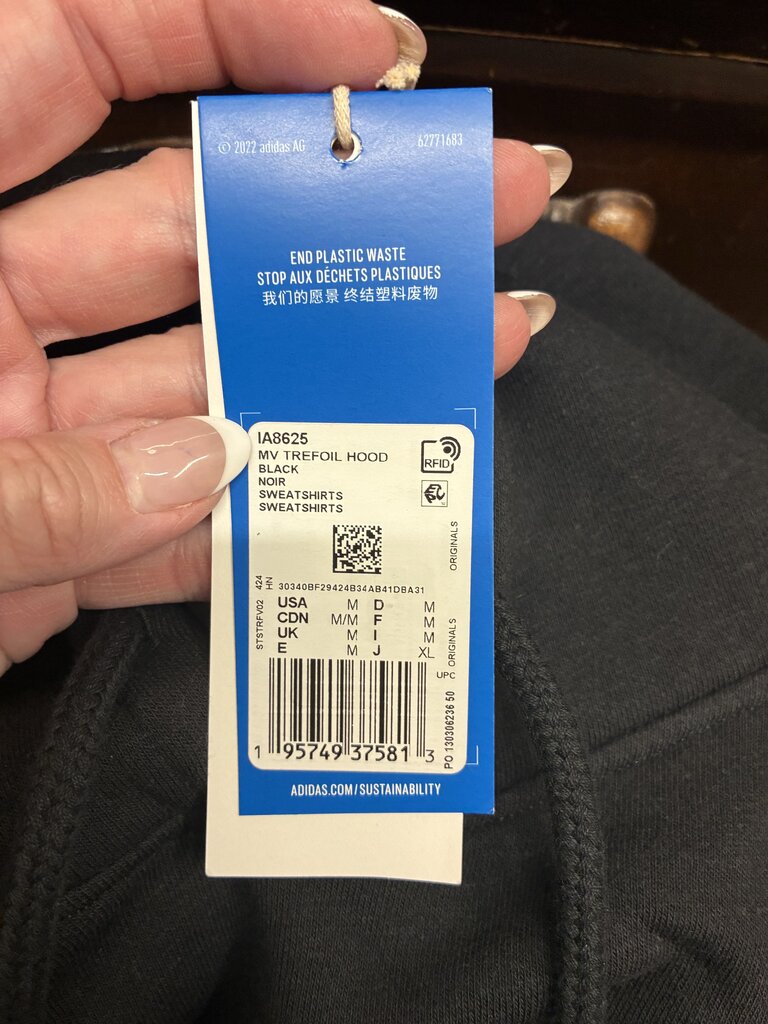 © 2022 adidas AG
62771683
END PLASTIC WASTE
STOP AUX DÉCHETS PLASTIQUES
我们的愿景 终结塑料废物
IA8625
MV TREFOIL HOOD
BLACK
NOIR
SWEATSHIRTS
SWEATSHIRTS
RFID
ORIGINALS
30340BF29424B34AB41DBA31
424
HN
STSTRFV02
USA M D M
CDN M/M F M
UK M I M
E M J XL
ORIGINALS
UPC
1 95749 37581 3
PO 130306236 50
ADIDAS.COM/SUSTAINABILITY